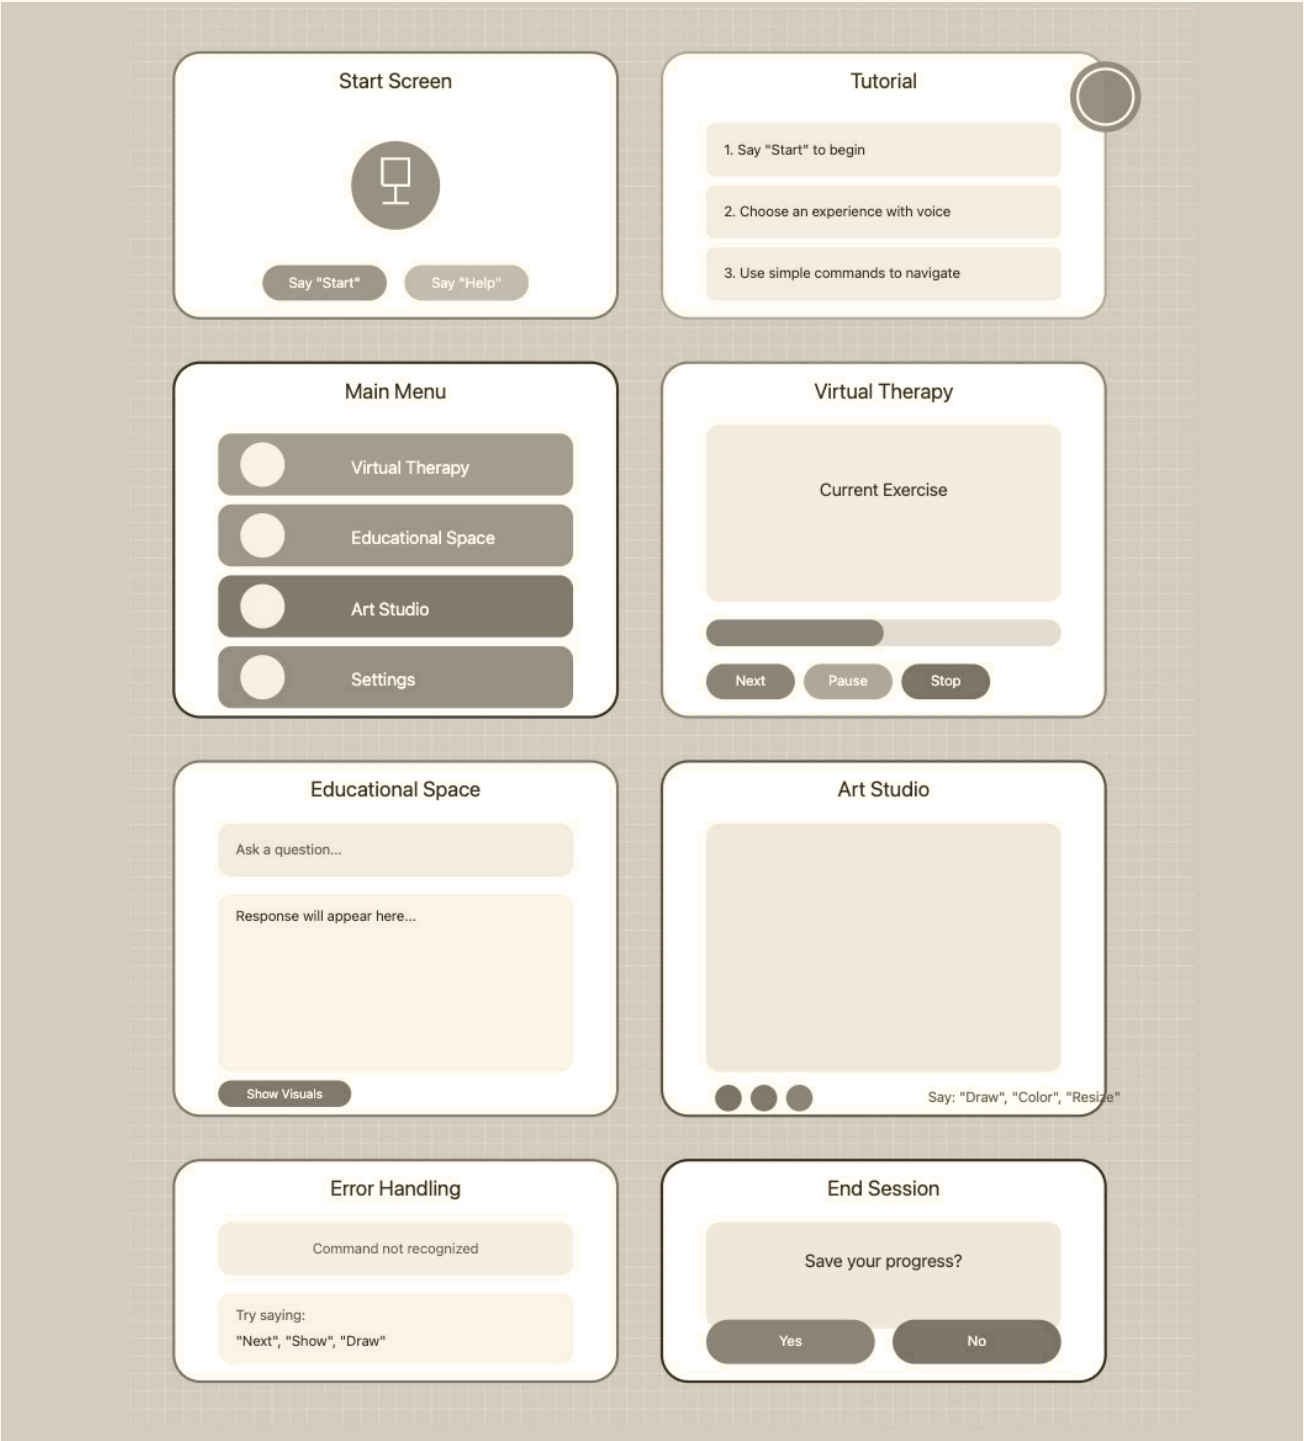 Start Screen
Say "Start"
Say "Help"
Tutorial
1. Say "Start" to begin
2. Choose an experience with voice
3. Use simple commands to navigate
Main Menu
Virtual Therapy
Educational Space
Art Studio
Settings
Virtual Therapy
Current Exercise
Next
Pause
Stop
Educational Space
Ask a question...
Response will appear here...
Show Visuals
Art Studio
Say: "Draw", "Color", "Resize"
Error Handling
Command not recognized
Try saying:
"Next", "Show", "Draw"
End Session
Save your progress?
Yes
No